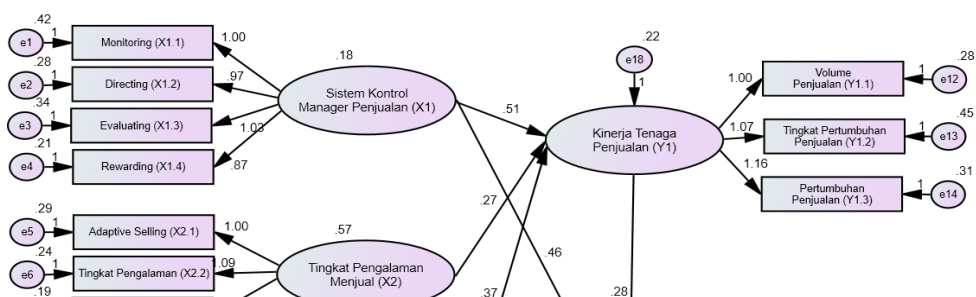 .42
e1
1
Monitoring (X1.1)
1.00
.28
e2
1
Directing (X1.2)
.97
.34
e3
1
Evaluating (X1.3)
1.03
.21
e4
1
Rewarding (X1.4)
.87
.18
Sistem Kontrol
Manager Penjualan (X1)
.29
e5
1
Adaptive Selling (X2.1)
1.00
.24
e6
1
Tingkat Pengalaman (X2.2)
1.09
.19
.57
Tingkat Pengalaman
Menjual (X2)
.51
.27
.37
.46
.28
.22
e18
1
Kinerja Tenaga
Penjualan (Y1)
1.00
Volume
Penjualan (Y1.1)
1
.28
e12
1.07
Tingkat Pertumbuhan
Penjualan (Y1.2)
1
.45
e13
1.16
Pertumbuhan
Penjualan (Y1.3)
1
.31
e14